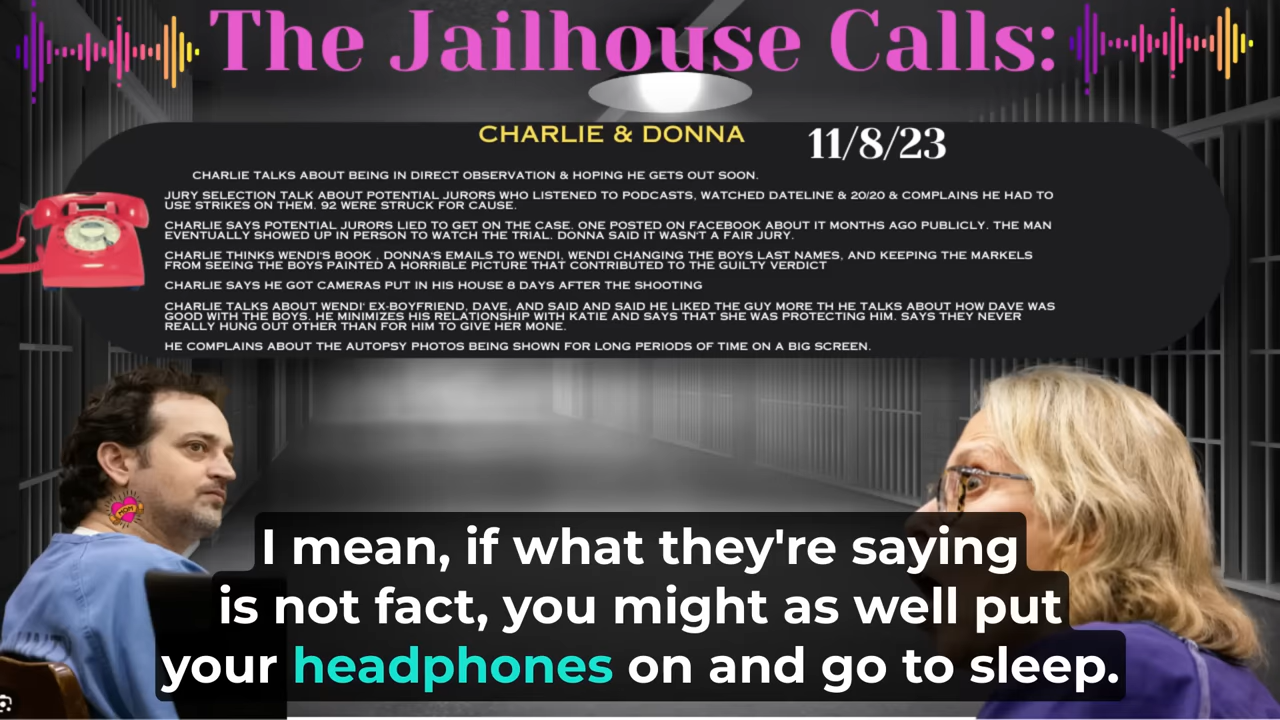 The Jailhouse Calls:
CHARLIE & DONNA 11/8/23
CHARLIE TALKS ABOUT BEING IN DIRECT OBSERVATION & HOPING HE GETS OUT SOON.
JURY SELECTION TALK ABOUT POTENTIAL JURORS WHO LISTENED TO PODCASTS, WATCHED DATELINE & 20/20 & COMPLAINS HE HAD TO
USE STRIKES ON THEM. 92 WERE STRUCK FOR CAUSE.
CHARLIE SAYS POTENTIAL JURORS LIED TO GET ON THE CASE. ONE POSTED ON FACEBOOK ABOUT IT MONTHS AGO PUBLICLY. THE MAN
EVENTUALLY SHOWED UP IN PERSON TO WATCH THE TRIAL. DONNA SAID IT WASN'T A FAIR JURY.
CHARLIE THINKS WENDI'S BOOK , DONNA'S EMAILS TO WENDI, WENDI CHANGING THE BOYS LAST NAMES, AND KEEPING THE MARKELS
FROM SEEING THE BOYS PAINTED A HORRIBLE PICTURE THAT CONTRIBUTED TO THE GUILTY VERDICT
CHARLIE SAYS HE GOT CAMERAS PUT IN HIS HOUSE 8 DAYS AFTER THE SHOOTING
CHARLIE TALKS ABOUT WENDI' EX-BOYFRIEND, DAVE, AND SAID AND SAID HE LIKED THE GUY MORE TH HE TALKS ABOUT HOW DAVE WAS
GOOD WITH THE BOYS. HE MINIMIZES HIS RELATIONSHIP WITH KATIE AND SAYS THAT SHE WAS PROTECTING HIM. SAYS THEY NEVER
REALLY HUNG OUT OTHER THAN FOR HIM TO GIVE HER MONE.
HE COMPLAINS ABOUT THE AUTOPSY PHOTOS BEING SHOWN FOR LONG PERIODS OF TIME ON A BIG SCREEN.
MOM
I mean, if what they're saying
is not fact, you might as well put
your headphones on and go to sleep.